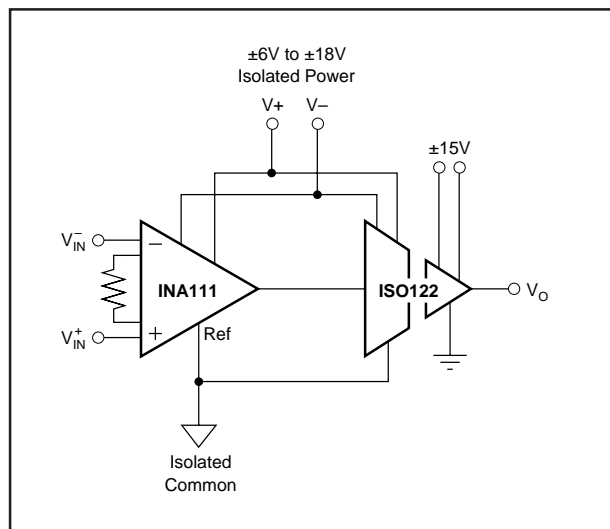 ±6V to ±18V
Isolated Power
V+ V–
±15V
V–IN
–
INA111
ISO122
VO
+
V+IN
Ref
Isolated
Common